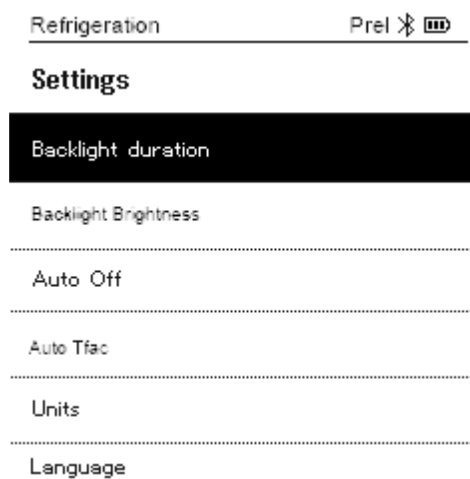 Refrigeration Prel
Settings
Backlight duration
Backlight Brightness
Auto Off
Auto Tfac
Units
Language